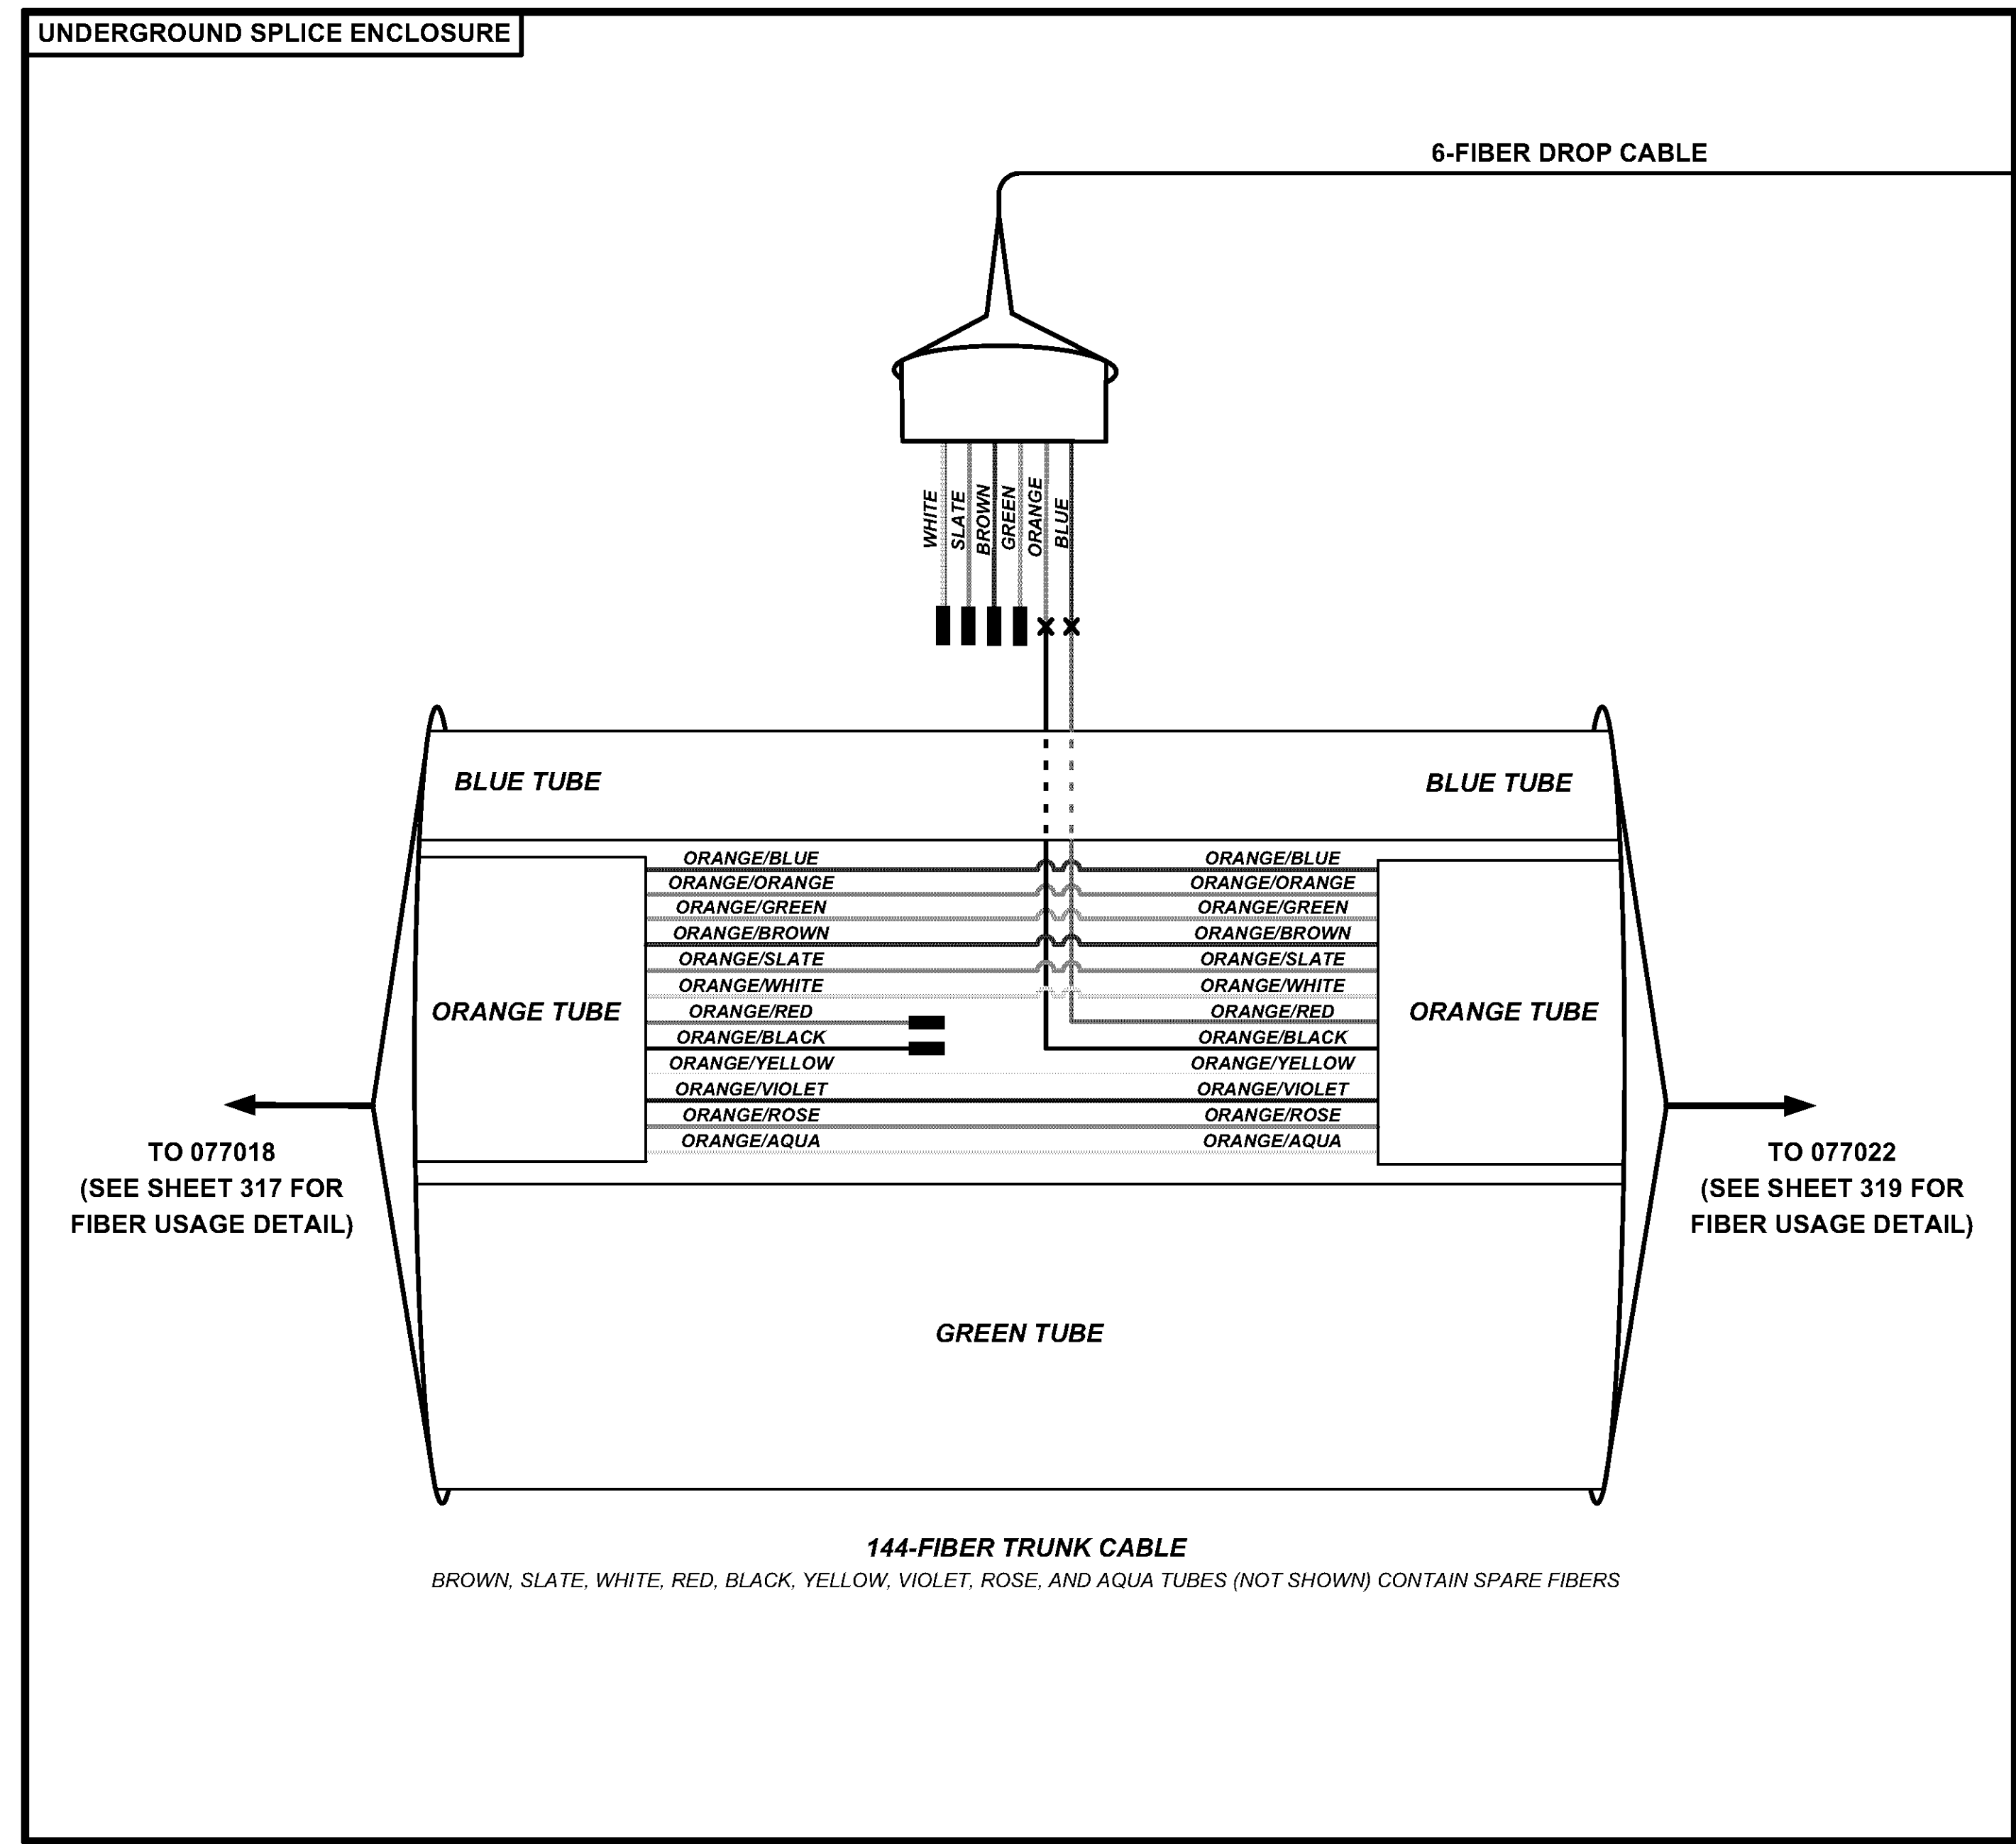 UNDERGROUND SPLICE ENCLOSURE
6-FIBER DROP CABLE
WHITE
SLATE
BROWN
GREEN
ORANGE
BLUE
BLUE TUBE
BLUE TUBE
ORANGE/BLUE
ORANGE/BLUE
ORANGE/ORANGE
ORANGE/ORANGE
ORANGE/GREEN
ORANGE/GREEN
ORANGE/BROWN
ORANGE/BROWN
ORANGE/SLATE
ORANGE/SLATE
ORANGE/WHITE
ORANGE/WHITE
ORANGE TUBE
ORANGE/RED
ORANGE/RED
ORANGE TUBE
ORANGE/BLACK
ORANGE/BLACK
ORANGE/YELLOW
ORANGE/YELLOW
ORANGE/VIOLET
ORANGE/VIOLET
ORANGE/ROSE
ORANGE/ROSE
ORANGE/AQUA
ORANGE/AQUA
TO 077018
(SEE SHEET 317 FOR
FIBER USAGE DETAIL)
TO 077022
(SEE SHEET 319 FOR
FIBER USAGE DETAIL)
GREEN TUBE
144-FIBER TRUNK CABLE
BROWN, SLATE, WHITE, RED, BLACK, YELLOW, VIOLET, ROSE, AND AQUA TUBES (NOT SHOWN) CONTAIN SPARE FIBERS